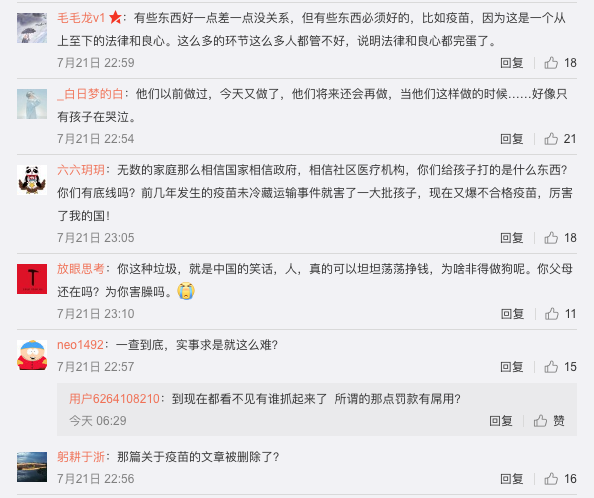 毛毛龙v1：有些东西好一点差一点没关系，但有些东西必须好的，比如疫苗，因为这是一个从
上至下的法律和良心。这么多的环节这么多人都管不好，说明法律和良心都完蛋了。
7月21日 22:59 回复 18
_白日梦的白：他们以前做过，今天又做了，他们将来还会再做，当他们这样做的时候……好像只
有孩子在哭泣。
7月21日 22:54 回复 21
六六玥玥：无数的家庭那么相信国家相信政府，相信社区医疗机构，你们给孩子打的是什么东西？
你们有底线吗？前几年发生的疫苗未冷藏运输事件就害了一大批孩子，现在又爆不合格疫苗，厉害
了我的国！
7月21日 23:05 回复 18
放眼思考：你这种垃圾，就是中国的笑话，人，真的可以坦坦荡荡挣钱，为啥非得做狗呢。你父母
还在吗？为你害臊吗。
7月21日 23:10 回复 11
neo1492：一查到底，实事求是就这么难？
7月21日 22:57 回复 15
用户6264108210：到现在都看不见有谁抓起来了 所谓的那点罚款有屌用？
今天 06:29 回复 赞
躬耕于浙：那篇关于疫苗的文章被删除了？
7月21日 22:56 回复 16